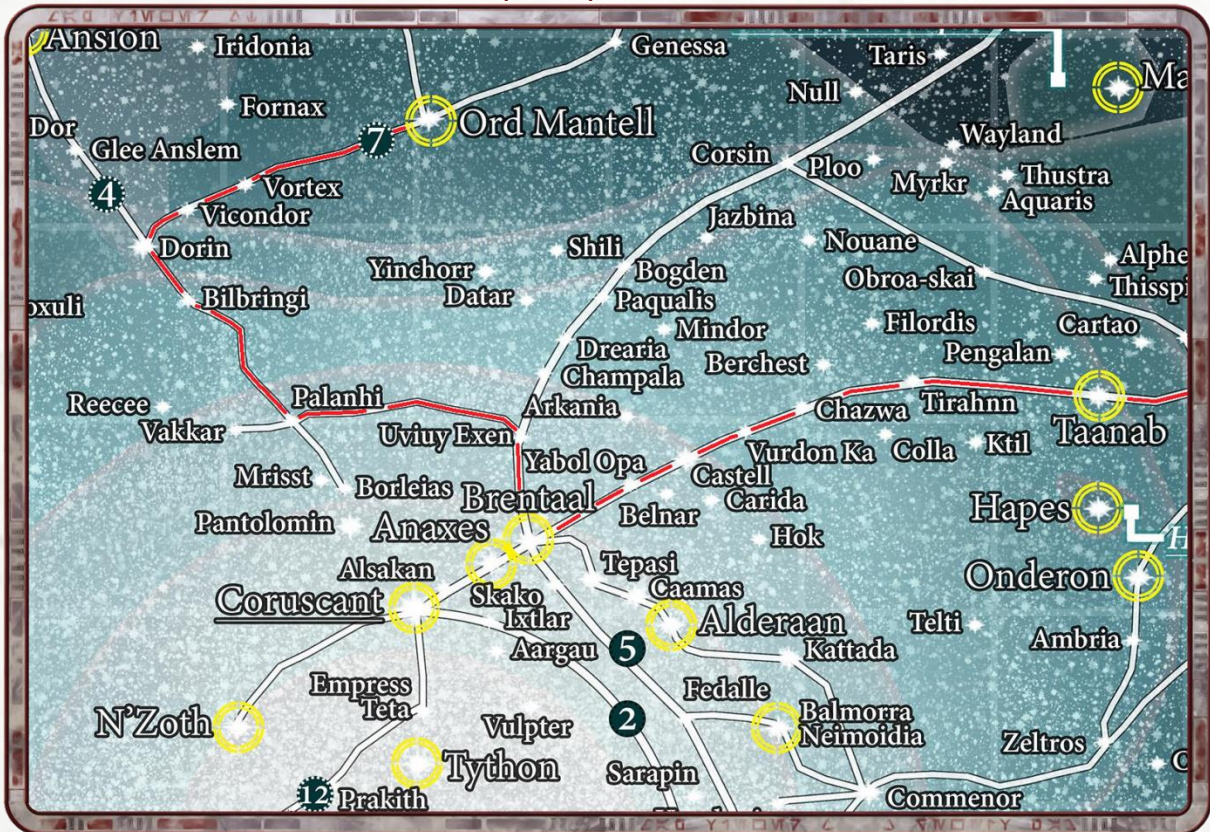 Ansion
Iridonia
Genessa
Taris
Fornax
Ord Mantell
Null
Ma
Dor
Glee Anslem
7
Wayland
Corsin
Ploo
Myrkr
Thustra
Aquaris
4
Vortex
Vicondor
Jazbina
Dorin
Shili
Nouane
Yinchorr
Bogden
Obroa-skai
Alphe
Thisspi
oxuli
Bilbringi
Datar
Paqualis
Mindor
Filordis
Cartao
Drearia
Berchest
Pengalan
Champala
Reecee
Palanhi
Arkania
Chazwa
Tirahnn
Vakkar
Uviuy Exen
Vurdon Ka
Colla
Ktil
Taanab
Yabol Opa
Castell
Mrisst
Borleias
Brentaal
Belnar
Carida
Hapes
Pantolomin
Anaxes
Hok
H
Alsakan
Tepasi
Onderon
Coruscant
Skako
Caamas
Ixtlar
Alderaan
Telti
Ambria
Aargau
5
Kattada
Empress
Teta
Fedalle
N'Zoth
Vulpter
2
Balmorra
Neimoidia
Zeltros
Tython
Sarapin
12
Prakith
Commenor